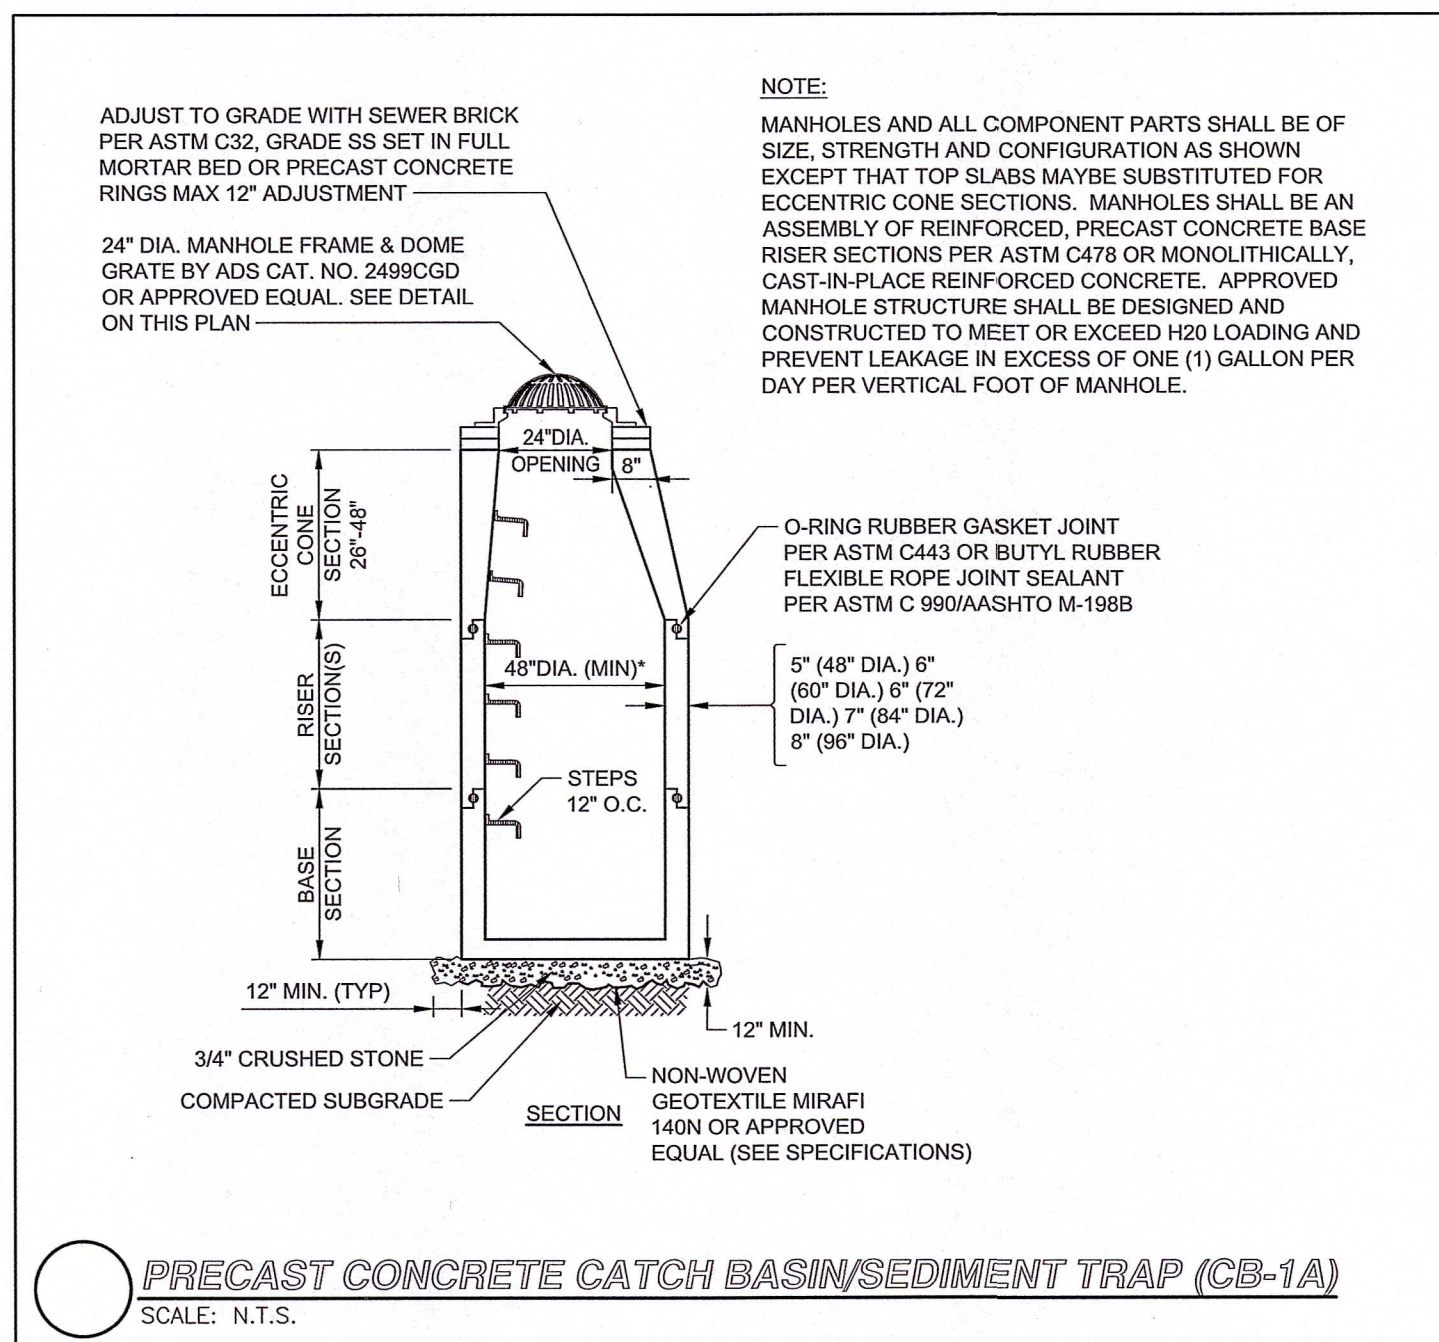 ADJUST TO GRADE WITH SEWER BRICK
PER ASTM C32, GRADE SS SET IN FULL
MORTAR BED OR PRECAST CONCRETE
RINGS MAX 12" ADJUSTMENT
24" DIA. MANHOLE FRAME & DOME
GRATE BY ADS CAT. NO. 2499CGD
OR APPROVED EQUAL. SEE DETAIL
ON THIS PLAN
NOTE:
MANHOLES AND ALL COMPONENT PARTS SHALL BE OF
SIZE, STRENGTH AND CONFIGURATION AS SHOWN
EXCEPT THAT TOP SLABS MAYBE SUBSTITUTED FOR
ECCENTRIC CONE SECTIONS. MANHOLES SHALL BE AN
ASSEMBLY OF REINFORCED, PRECAST CONCRETE BASE
RISER SECTIONS PER ASTM C478 OR MONOLITHICALLY,
CAST-IN-PLACE REINFORCED CONCRETE. APPROVED
MANHOLE STRUCTURE SHALL BE DESIGNED AND
CONSTRUCTED TO MEET OR EXCEED H20 LOADING AND
PREVENT LEAKAGE IN EXCESS OF ONE (1) GALLON PER
DAY PER VERTICAL FOOT OF MANHOLE.
24"DIA.
OPENING
8"
ECCENTRIC
CONE
SECTION
26"-48"
O-RING RUBBER GASKET JOINT
PER ASTM C443 OR BUTYL RUBBER
FLEXIBLE ROPE JOINT SEALANT
PER ASTM C 990/AASHTO M-198B
RISER
SECTION(S)
48"DIA. (MIN)*
5" (48" DIA.) 6"
(60" DIA.) 6" (72"
DIA.) 7" (84" DIA.)
8" (96" DIA.)
STEPS
12" O.C.
BASE
SECTION
12" MIN. (TYP)
12" MIN.
3/4" CRUSHED STONE
COMPACTED SUBGRADE
SECTION
NON-WOVEN
GEOTEXTILE MIRAFI
140N OR APPROVED
EQUAL (SEE SPECIFICATIONS)
PRECAST CONCRETE CATCH BASIN/SEDIMENT TRAP (CB-1A)
SCALE: N.T.S.